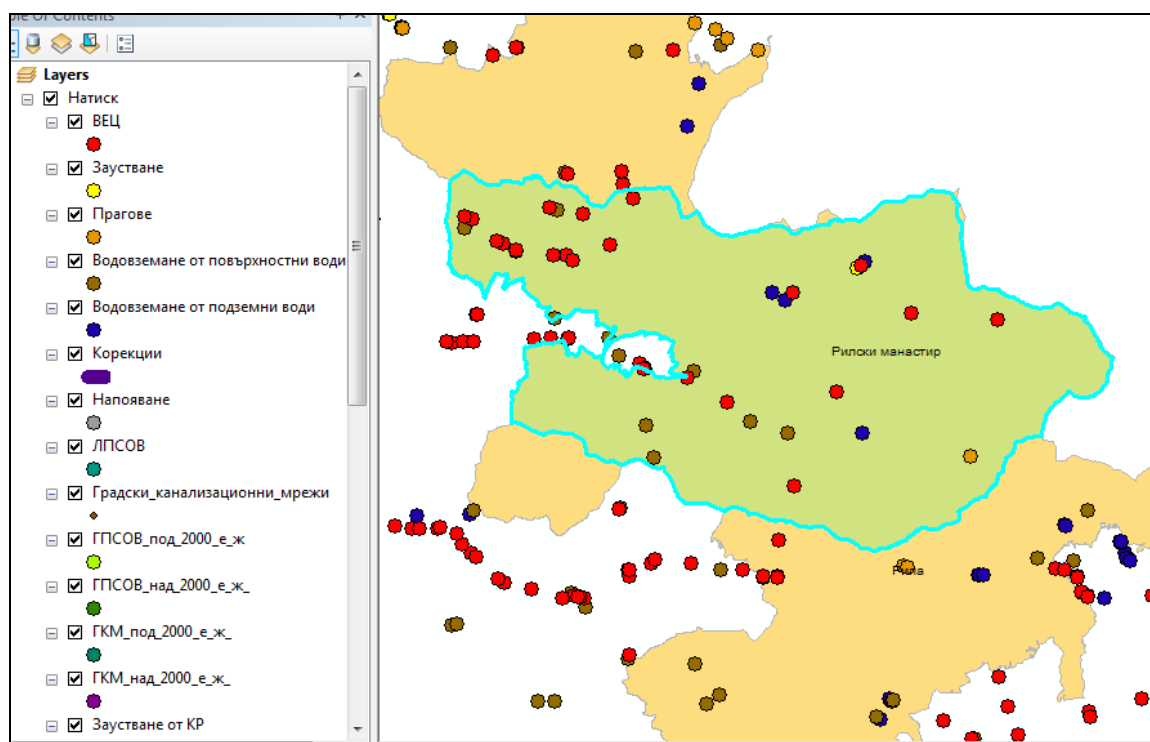 ble Of Contents
Layers
Натиск
ВЕЦ
Заустване
Прагове
Водовземане от повърхностни води
Водовземане от подземни води
Корекции
Напояване
ЛПСОВ
Градски_канализационни_мрежи
ГПСОВ_под_2000_е_ж
ГПСОВ_над_2000_е_ж_
ГКМ_под_2000_е_ж_
ГКМ_над_2000_е_ж_
Заустване от КР
Рилски манастир
Рила